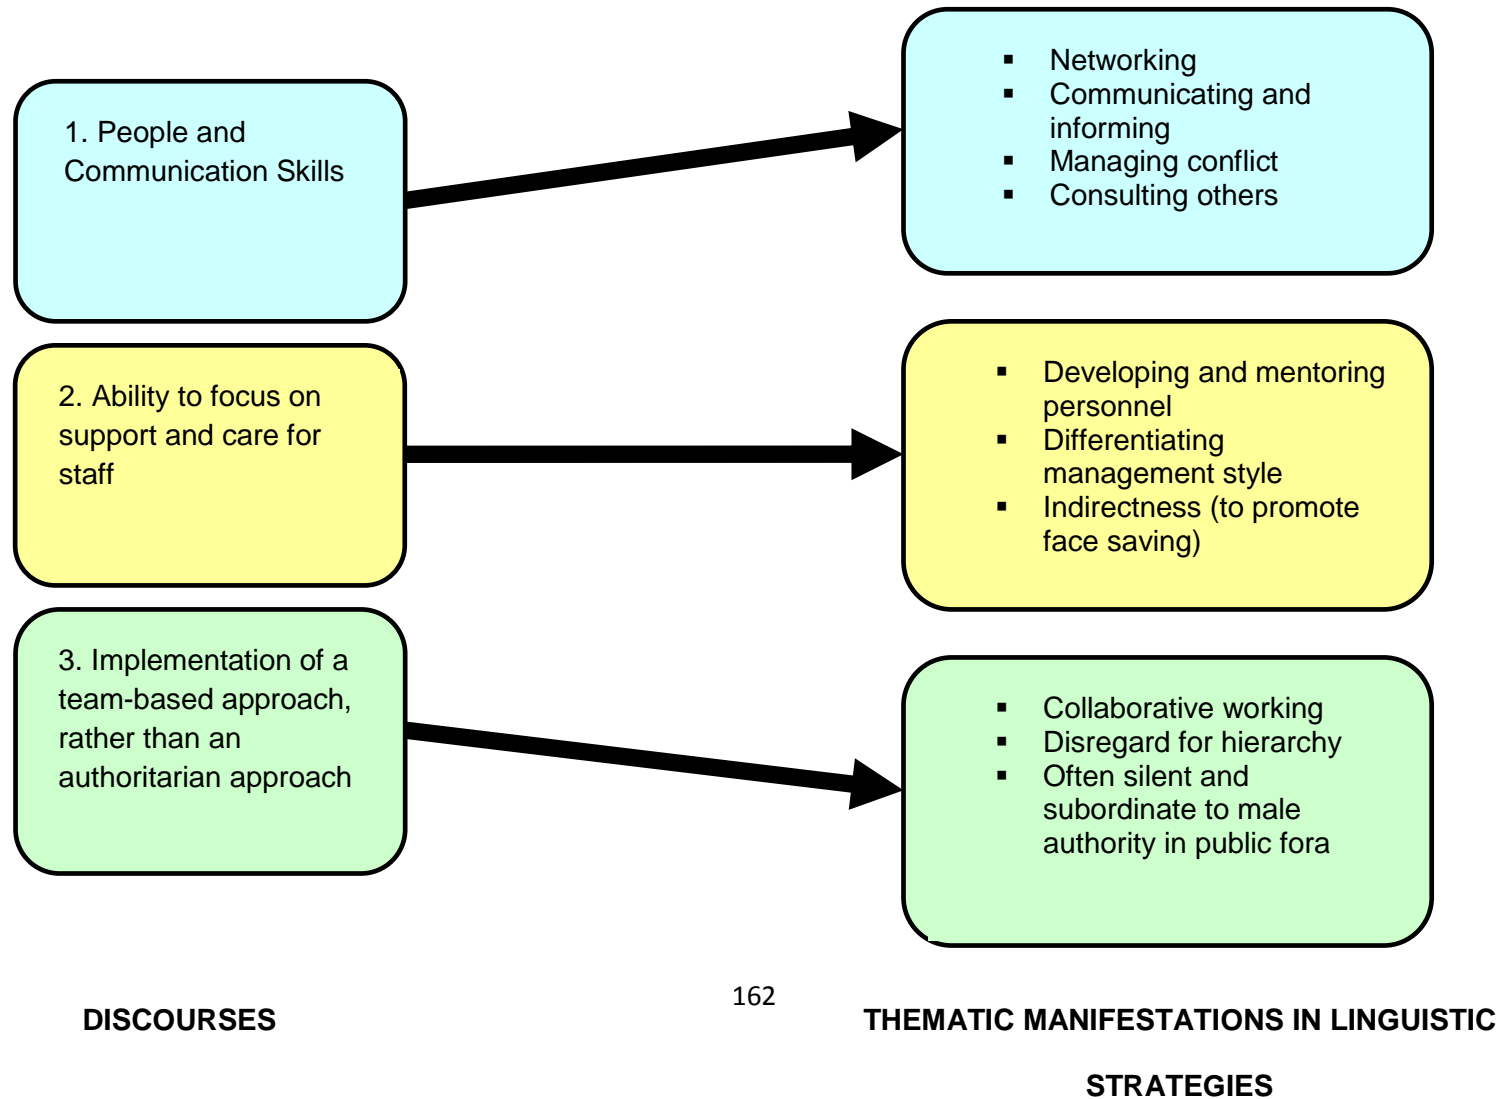 1. People and
Communication Skills
▪ Networking
▪ Communicating and
informing
▪ Managing conflict
▪ Consulting others
2. Ability to focus on
support and care for
staff
▪ Developing and mentoring
personnel
▪ Differentiating
management style
▪ Indirectness (to promote
face saving)
3. Implementation of a
team-based approach,
rather than an
authoritarian approach
▪ Collaborative working
▪ Disregard for hierarchy
▪ Often silent and
subordinate to male
authority in public fora
162
DISCOURSES
THEMATIC MANIFESTATIONS IN LINGUISTIC
STRATEGIES